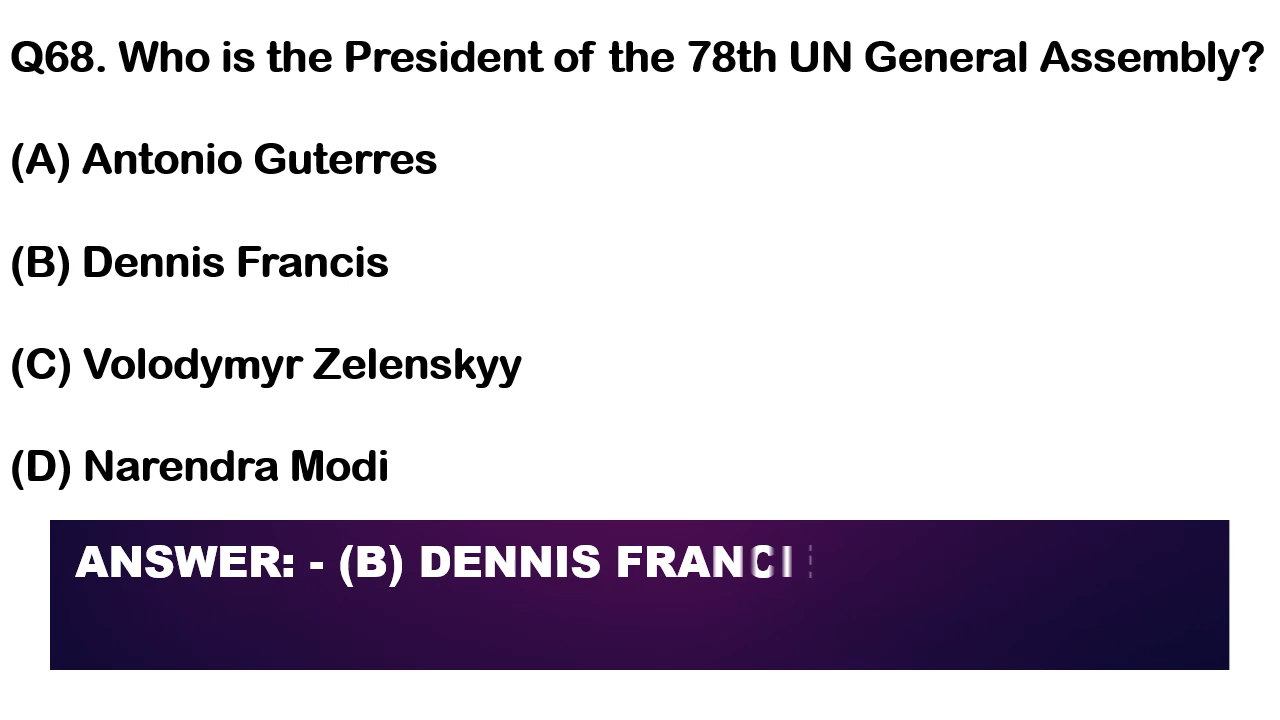 Q68. Who is the President of the 78th UN General Assembly?
(A) Antonio Guterres
(B) Dennis Francis
(C) Volodymyr Zelenskyy
(D) Narendra Modi
ANSWER: - (B) DENNIS FRANCI